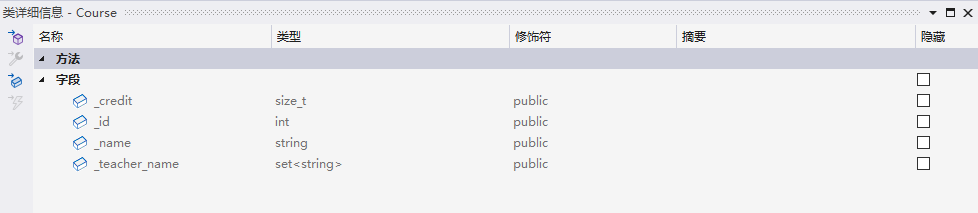 类详细信息 - Course
名称 类型 修饰符 摘要 隐藏
方法
字段
_credit size_t public
_id int public
_name string public
_teacher_name set<string> public